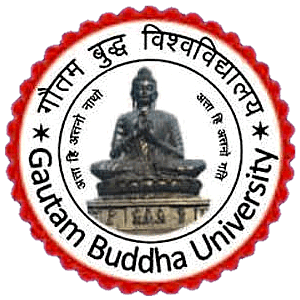 गौतम बुद्ध विश्वविद्यालय
अत्ता हि अत्तनो नाथो
अत्ता हि अत्तनो गति
Gautam Buddha University